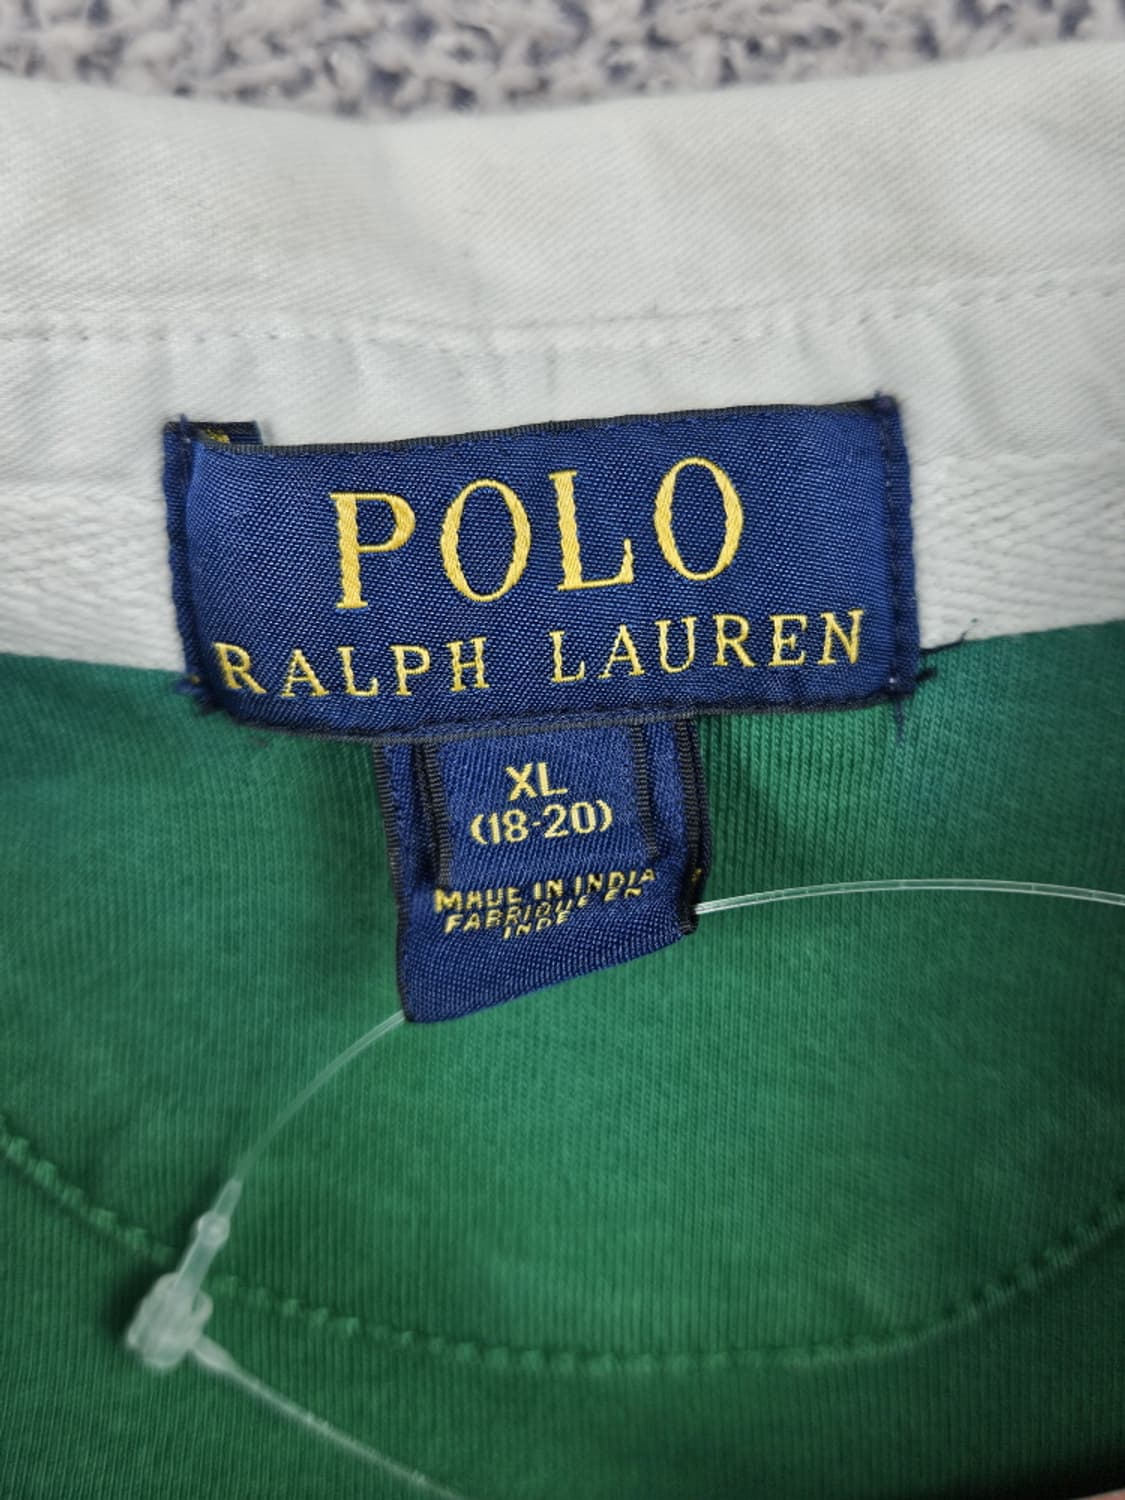 POLO
RALPH LAUREN
XL
(18-20)
MADE IN INDIA
FABRIQUE EN
INDE